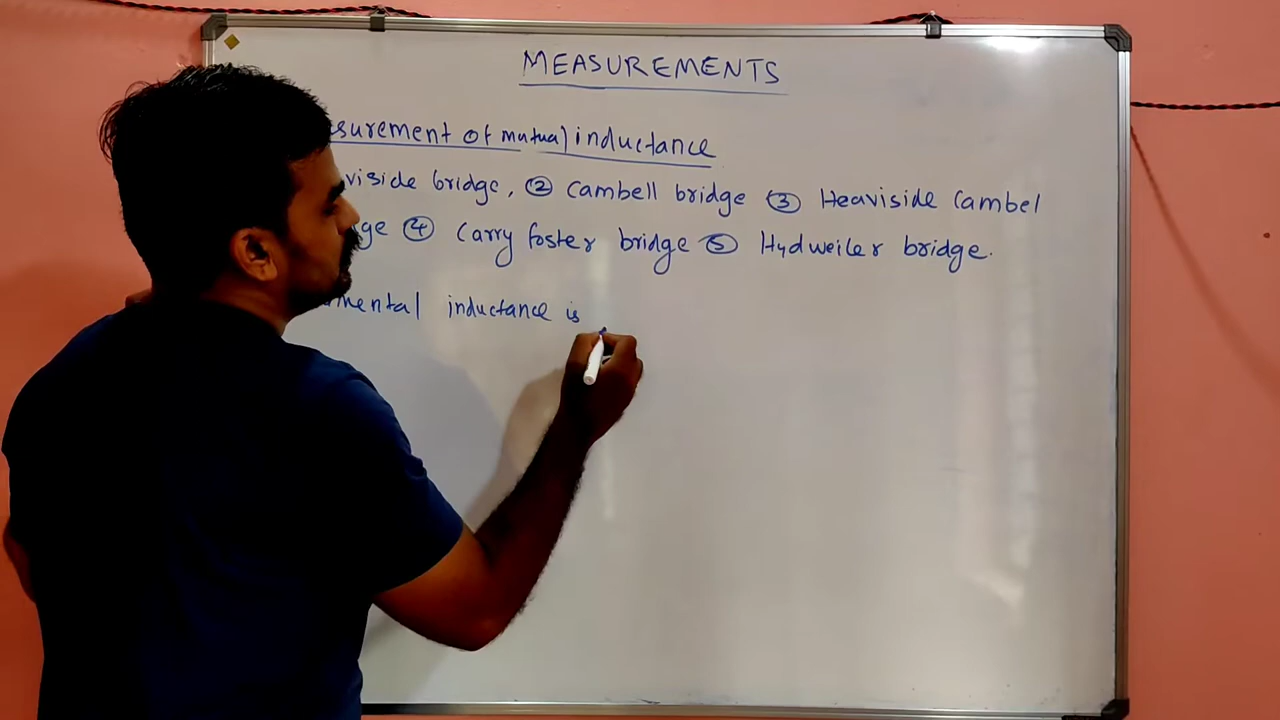 MEASUREMENTS
surement of mutual inductance
viside bridge, ② Cambell bridge ③ Heaviside Cambel
ge ④ Carry foster bridge ⑤ Hydweiler bridge.
mental inductance is